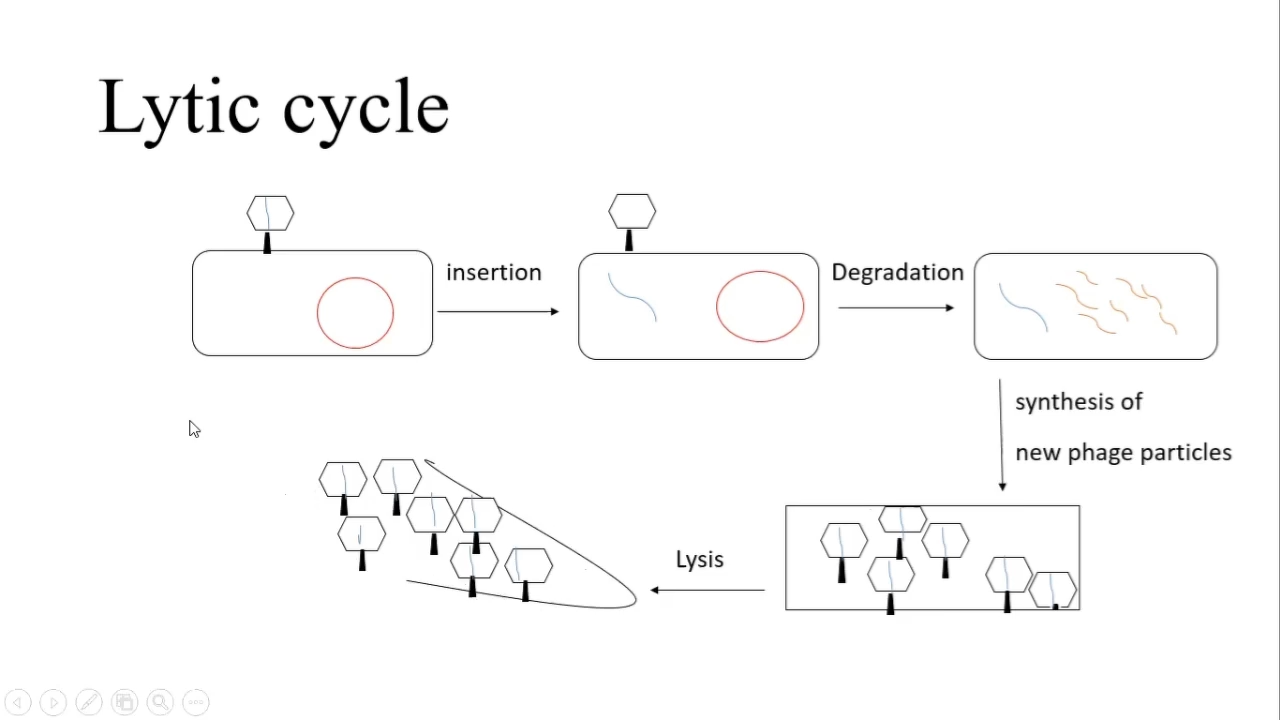 Lytic cycle
insertion
Degradation
synthesis of
new phage particles
Lysis